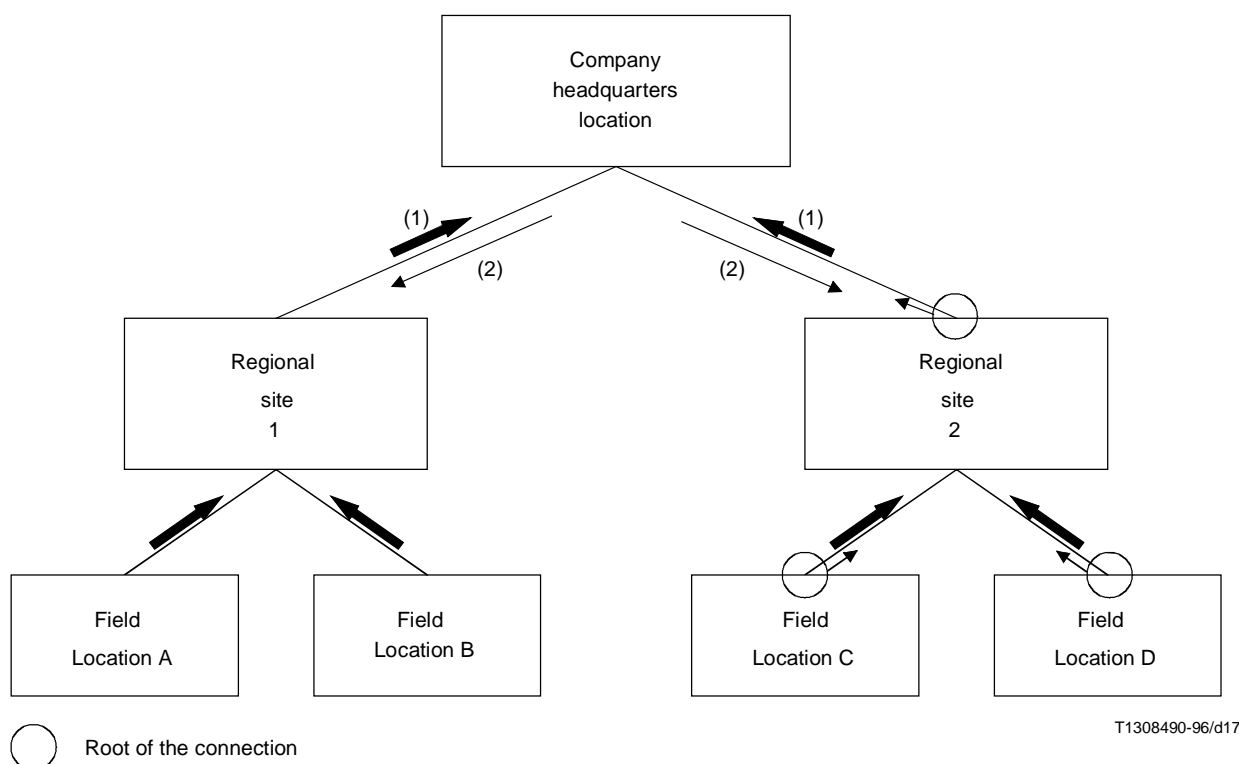 Company
headquarters
location
(1)
(1)
(2)
(2)
Regional
site
1
Regional
site
2
Field
Location A
Field
Location B
Field
Location C
Field
Location D
T1308490-96/d17
Root of the connection